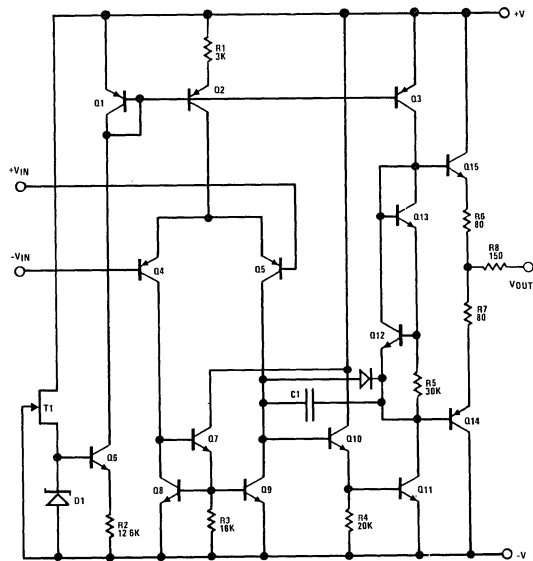 +V
R1
3K
Q1
Q2
Q3
+VIN
Q15
Q13
R6
80
-VIN
Q4
Q5
R8
150
VOUT
R7
80
Q12
T1
C1
R5
30K
Q7
Q10
Q14
Q6
Q8
Q9
Q11
D1
R2
12 6K
R3
18K
R4
20K
-V